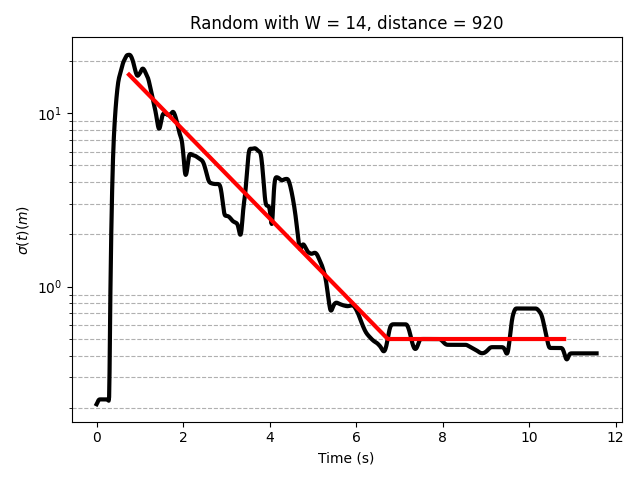 Random with W = 14, distance = 920
10¹
10⁰
σ(t)(m)
0 2 4 6 8 10 12
Time (s)